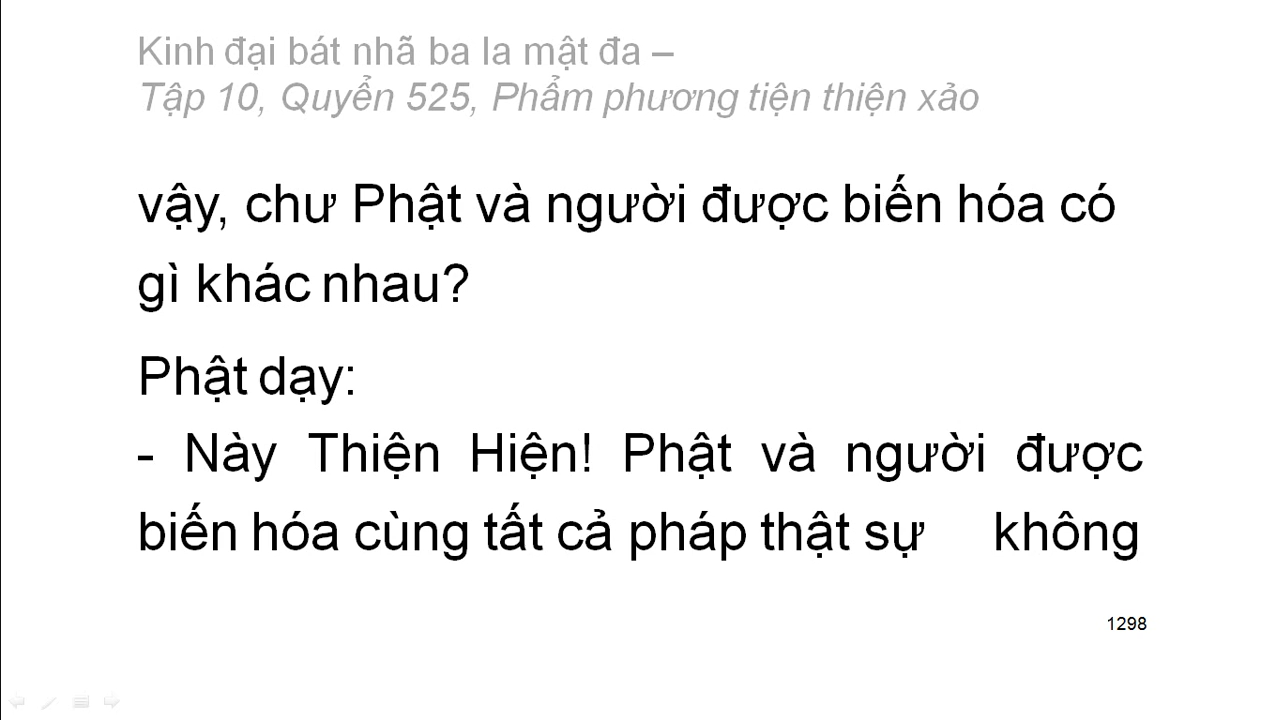 Kinh đại bát nhã ba la mật đa –
Tập 10, Quyển 525, Phẩm phương tiện thiện xảo
vậy, chư Phật và người được biến hóa có
gì khác nhau?
Phật dạy:
- Này Thiện Hiện! Phật và người được
biến hóa cùng tất cả pháp thật sự không
1298